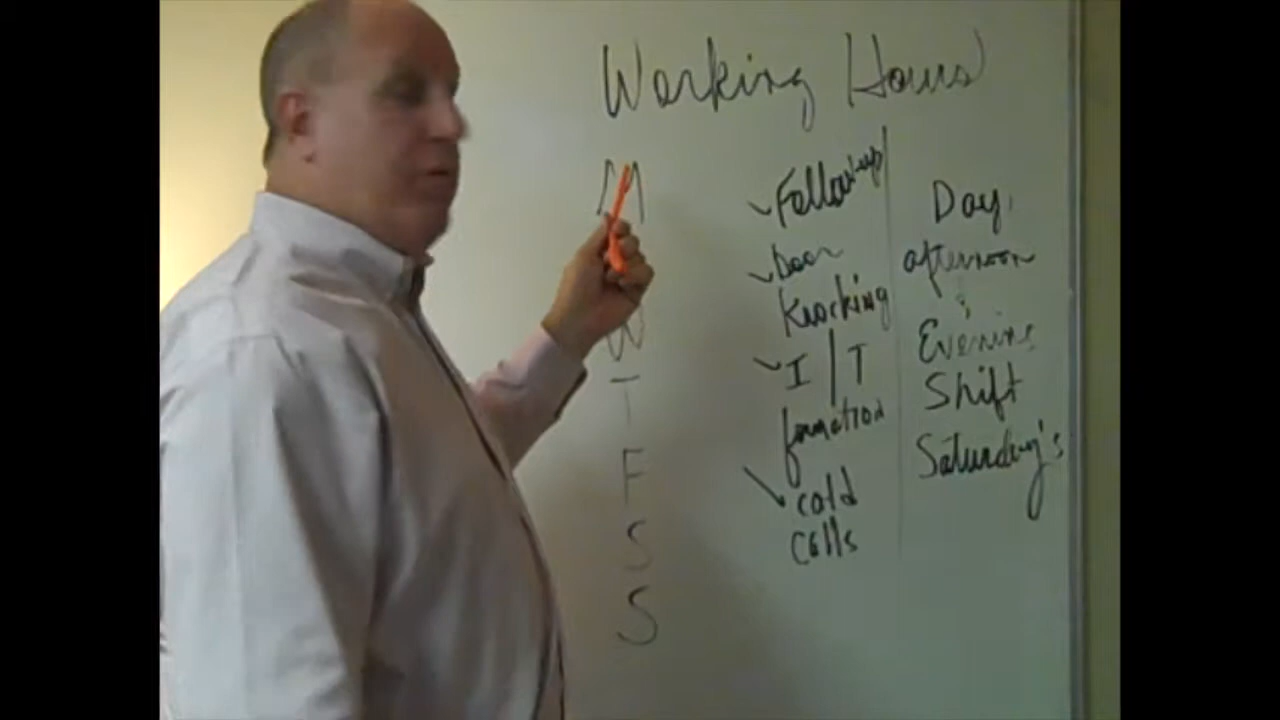 Working Hours
M
W
T
F
S
S
Follow-up
Door
Knocking
I/T
formation
cold
calls
Day
afternoon
Evening
Shift
Saturday's